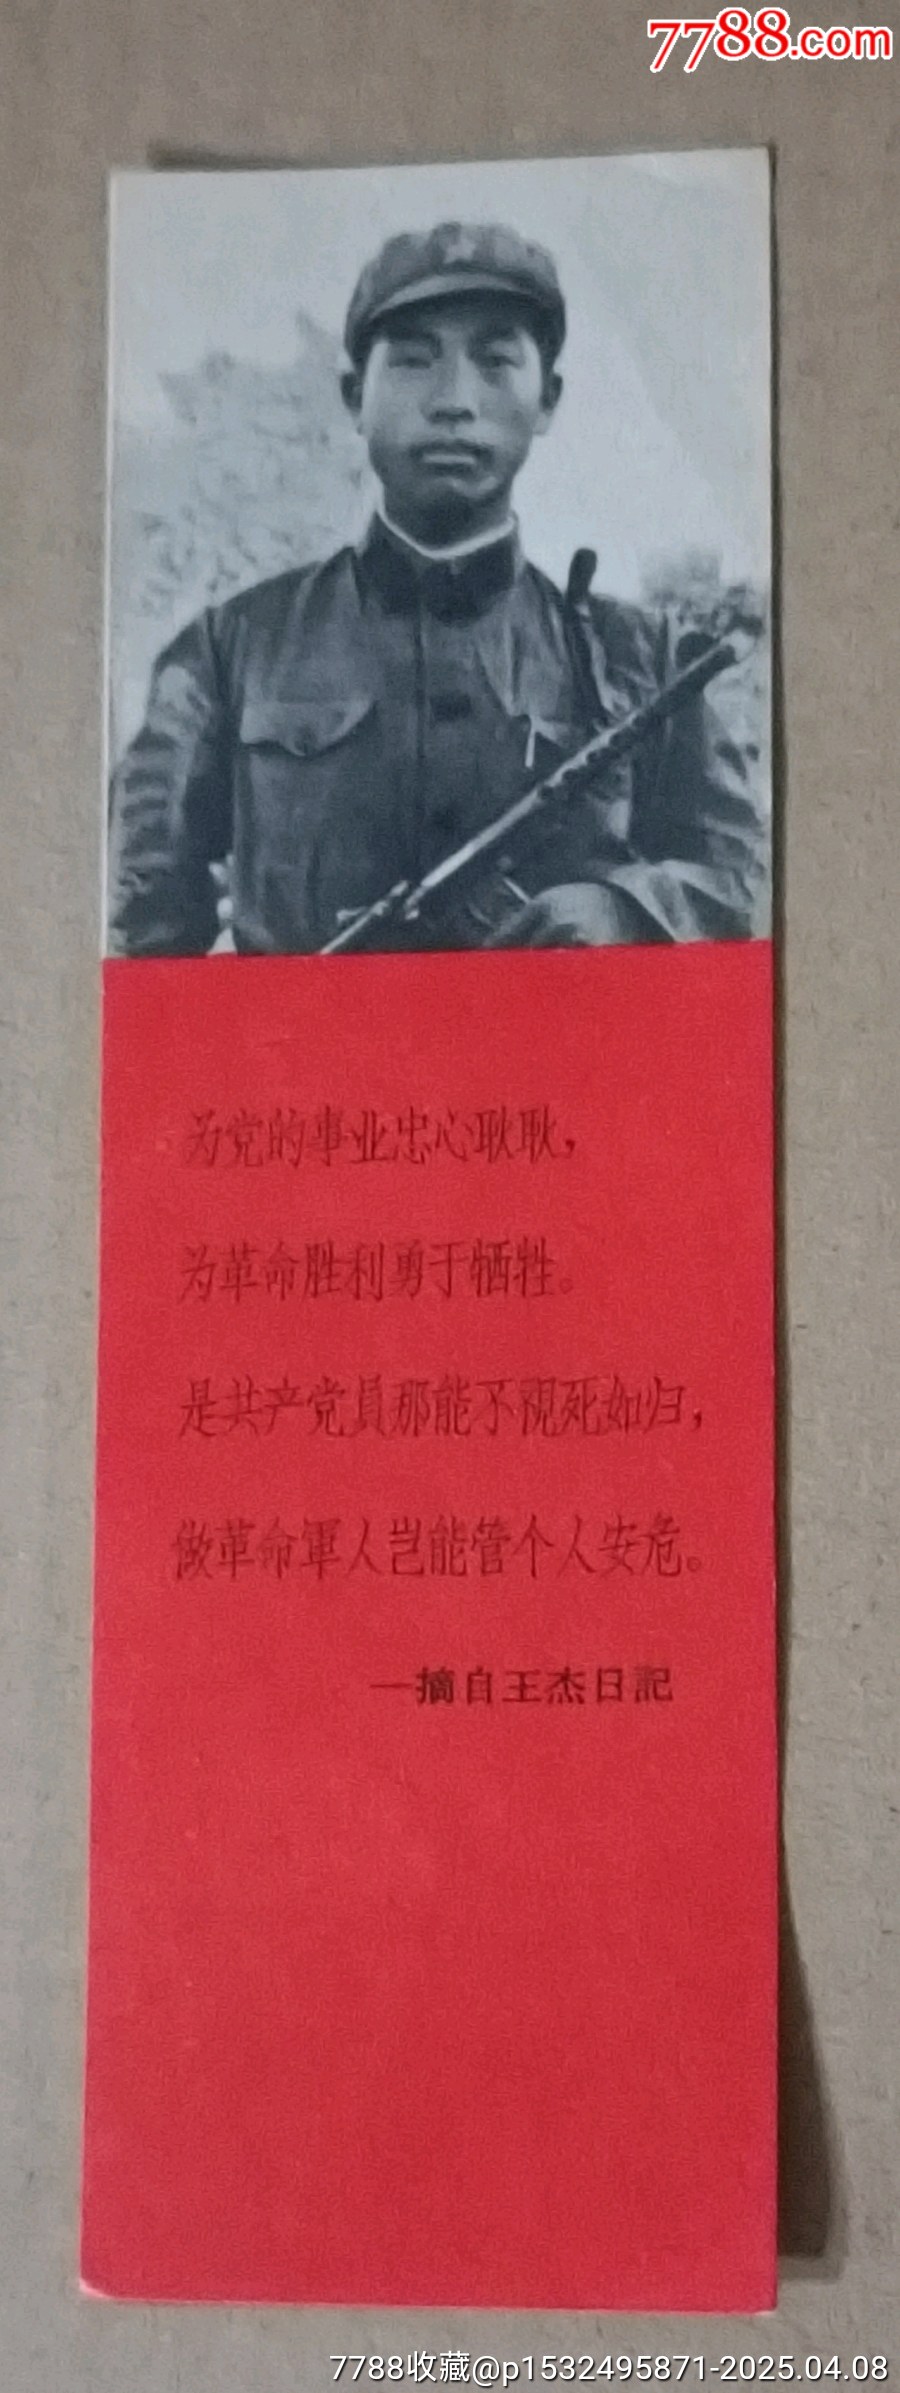 7788.com
为党的事业忠心耿耿，
为革命胜利勇于牺牲。
是共产党員那能不視死如归，
做革命軍人岂能管个人安危。
—摘自王杰日記
7788收藏@p1532495871-2025.04.08